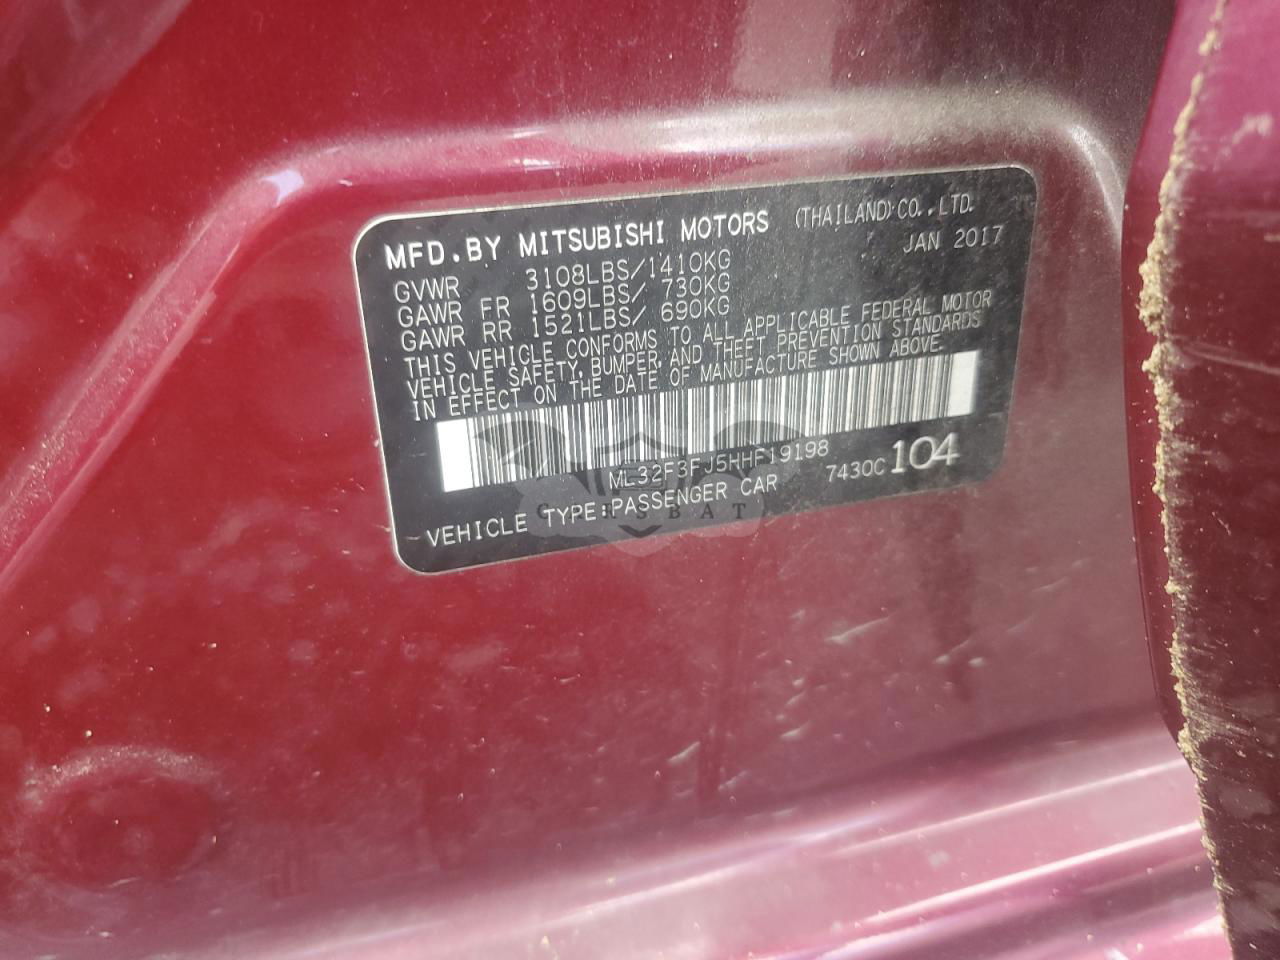 MFD.BY MITSUBISHI MOTORS (THAILAND) CO.,LTD.
JAN 2017
GVWR 3108LBS/1410KG
GAWR FR 1609LBS/ 730KG
GAWR RR 1521LBS/ 690KG
THIS VEHICLE CONFORMS TO ALL APPLICABLE FEDERAL MOTOR
VEHICLE SAFETY, BUMPER, AND THEFT PREVENTION STANDARDS
IN EFFECT ON THE DATE OF MANUFACTURE SHOWN ABOVE.
ML32F3FJ5HHF19198
VEHICLE TYPE:PASSENGER CAR 7430C 104
CARSBAT